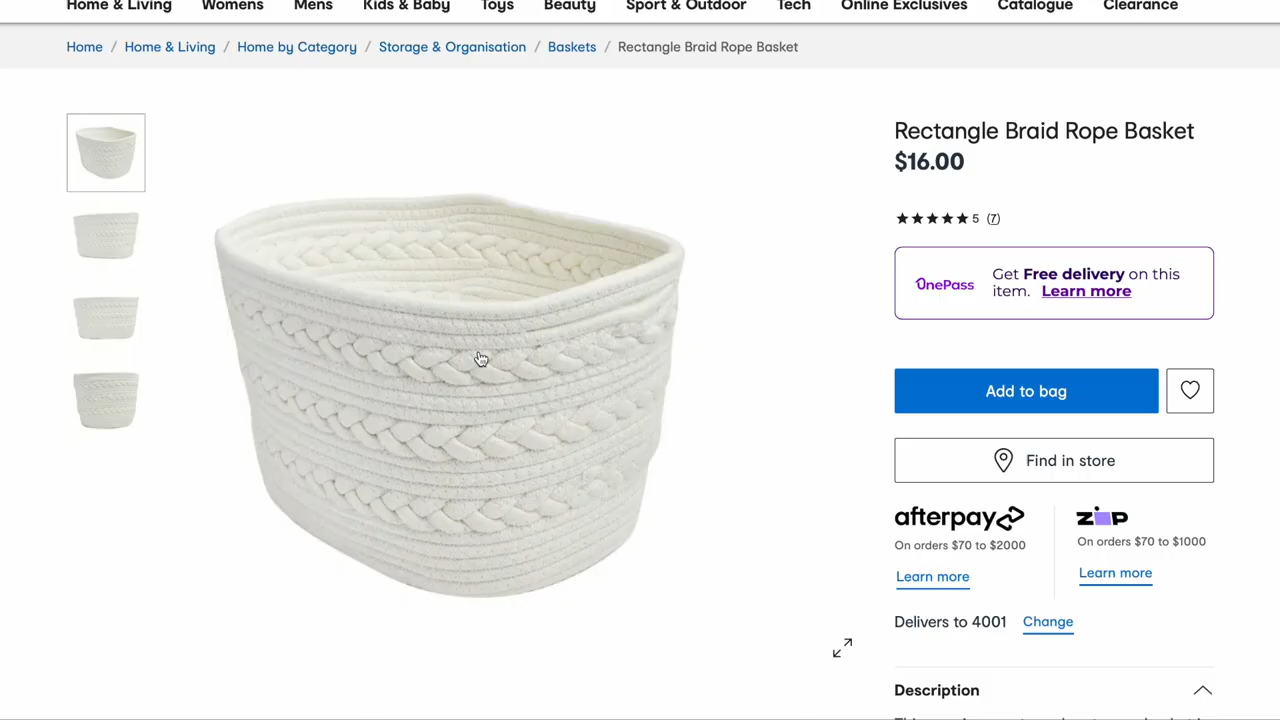 Home & Living Womens Mens Kids & Baby Toys Beauty Sport & Outdoor Tech Online Exclusives Catalogue Clearance
Home / Home & Living / Home by Category / Storage & Organisation / Baskets / Rectangle Braid Rope Basket
Rectangle Braid Rope Basket
$16.00
★★★★★ 5 (7)
OnePass
Get Free delivery on this
item. Learn more
Add to bag
Find in store
afterpay
On orders $70 to $2000
Learn more
zip
On orders $70 to $1000
Learn more
Delivers to 4001 Change
Description